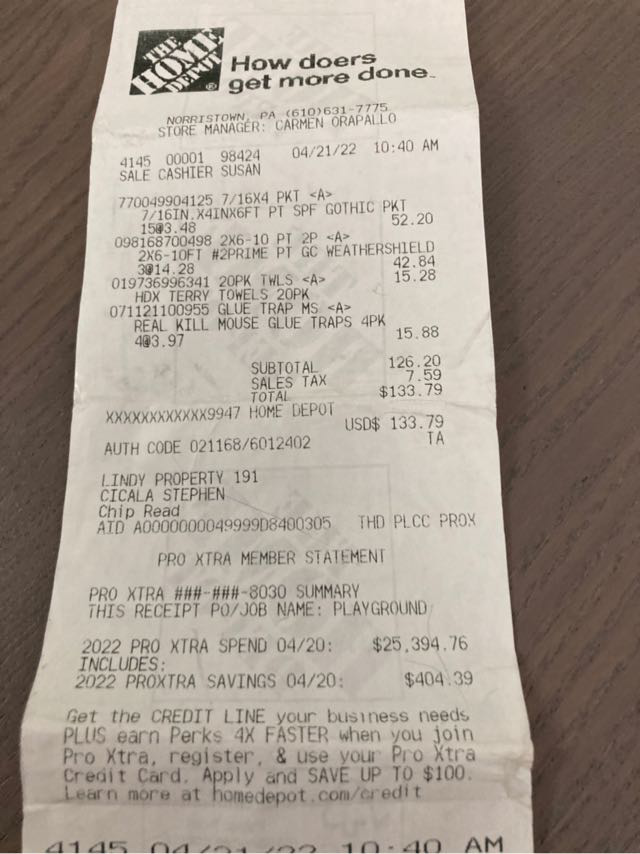 THE
HOME
DEPOT
®
How doers
get more done™
NORRISTOWN, PA (610)631-7775
STORE MANAGER: CARMEN ORAPALLO
4145 00001 98424 04/21/22 10:40 AM
SALE CASHIER SUSAN
770049904125 7/16X4 PKT <A>
7/16IN.X4INX6FT PT SPF GOTHIC PKT
15@3.48 52.20
098168700498 2X6-10 PT 2P <A>
2X6-10FT #2PRIME PT GC WEATHERSHIELD
3@14.28 42.84
019736996341 20PK TWLS <A> 15.28
HDX TERRY TOWELS 20PK
071121100955 GLUE TRAP MS <A>
REAL KILL MOUSE GLUE TRAPS 4PK
4@3.97 15.88
SUBTOTAL 126.20
SALES TAX 7.59
TOTAL $133.79
XXXXXXXXXXXX9947 HOME DEPOT
USD$ 133.79
AUTH CODE 021168/6012402 TA
LINDY PROPERTY 191
CICALA STEPHEN
Chip Read
AID A0000000049999D8400305 THD PLCC PROX
PRO XTRA MEMBER STATEMENT
PRO XTRA ###-###-8030 SUMMARY
THIS RECEIPT PO/JOB NAME: PLAYGROUND
2022 PRO XTRA SPEND 04/20: $25,394.76
INCLUDES:
2022 PROXTRA SAVINGS 04/20: $404.39
Get the CREDIT LINE your business needs
PLUS earn Perks 4X FASTER when you join
Pro Xtra, register, & use your Pro Xtra
Credit Card. Apply and SAVE UP TO $100.
Learn more at homedepot.com/credit
4145 04/21/22 10:40 AM